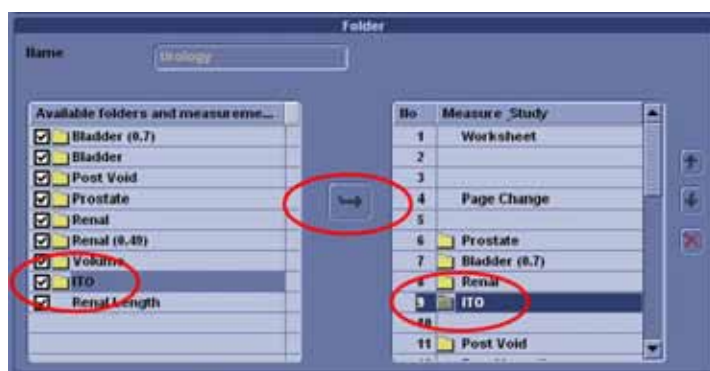 Folder
Name Urology
Available folders and measureme...
Bladder (0.7)
Bladder
Post Void
Prostate
Renal
Renal (0.49)
Volume
ITO
Renal Length
No Measure_Study
1 Worksheet
2
3
4 Page Change
5
6 Prostate
7 Bladder (0.7)
8 Renal
9 ITO
10
11 Post Void